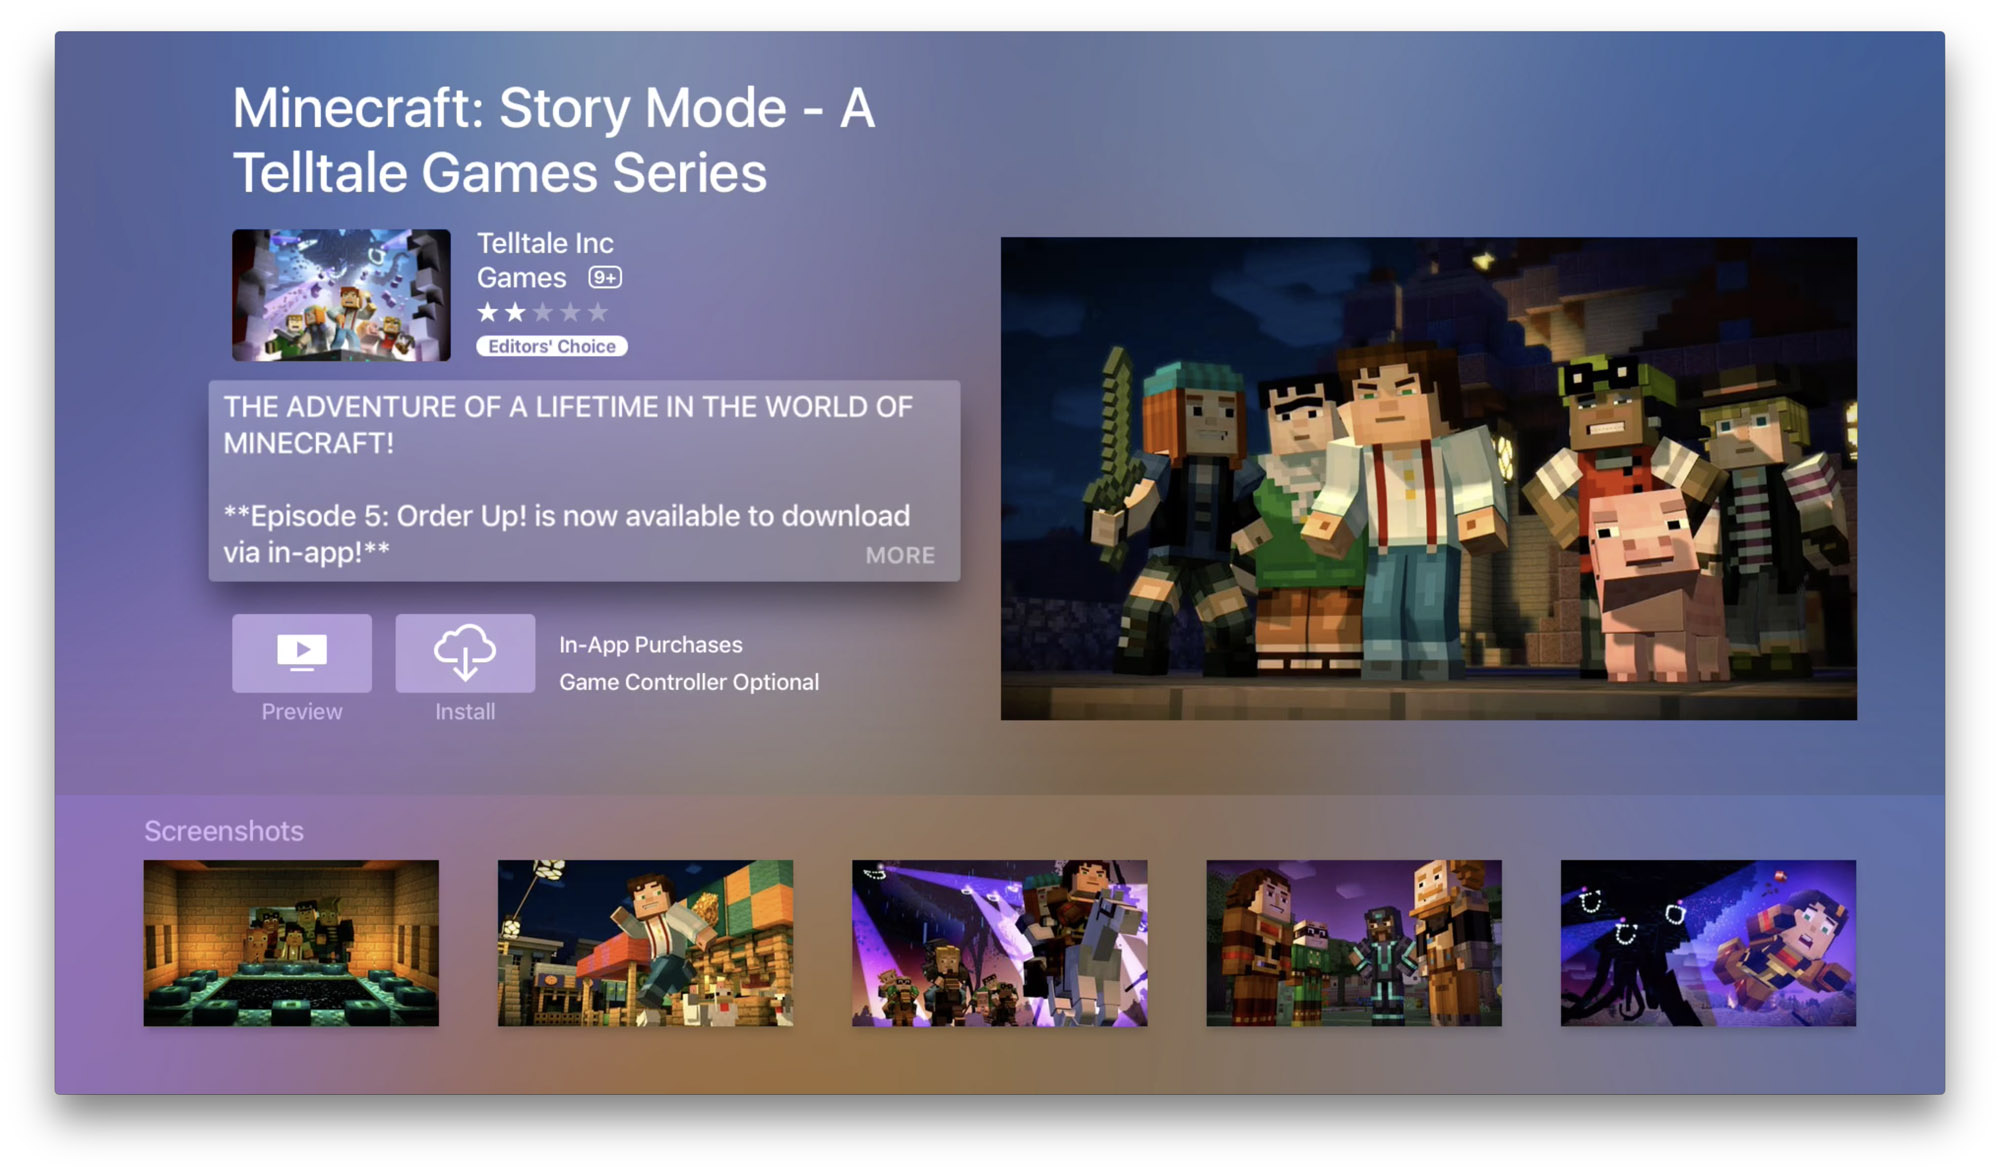 Minecraft: Story Mode - A
Telltale Games Series
Telltale Inc
Games 9+
Editors' Choice
THE ADVENTURE OF A LIFETIME IN THE WORLD OF
MINECRAFT!
**Episode 5: Order Up! is now available to download
via in-app!**
MORE
In-App Purchases
Game Controller Optional
Preview
Install
Screenshots